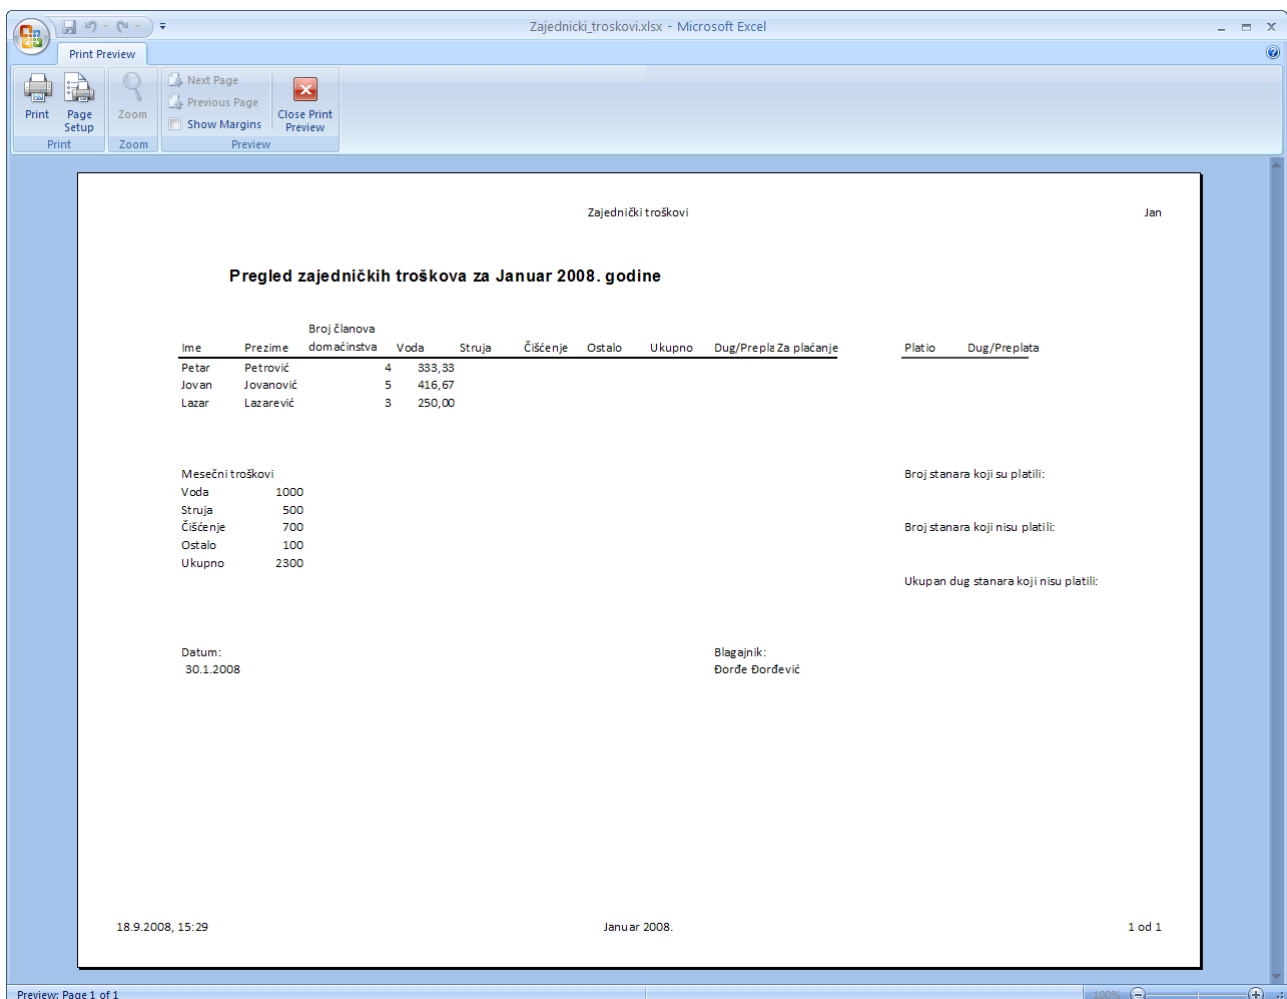 Zajednicki_troskovi.xlsx - Microsoft Excel
Print Preview
Print
Page Setup
Zoom
Next Page
Previous Page
Show Margins
Close Print Preview
Print Zoom Preview
Zajednički troškovi Jan
Pregled zajedničkih troškova za Januar 2008. godine
Broj članova
Ime Prezime domaćinstva Voda Struja Čišćenje Ostalo Ukupno Dug/Prepla Za plaćanje Platio Dug/Preplata
Petar Petrović 4 333,33
Jovan Jovanović 5 416,67
Lazar Lazarević 3 250,00
Mesečni troškovi Broj stanara koji su platili:
Voda 1000
Struja 500
Čišćenje 700 Broj stanara koji nisu platili:
Ostalo 100
Ukupno 2300
Ukupan dug stanara koji nisu platili:
Datum: Blagajnik:
30.1.2008 Đorđe Đorđević
18.9.2008, 15:29 Januar 2008. 1 od 1
Preview: Page 1 of 1 100%